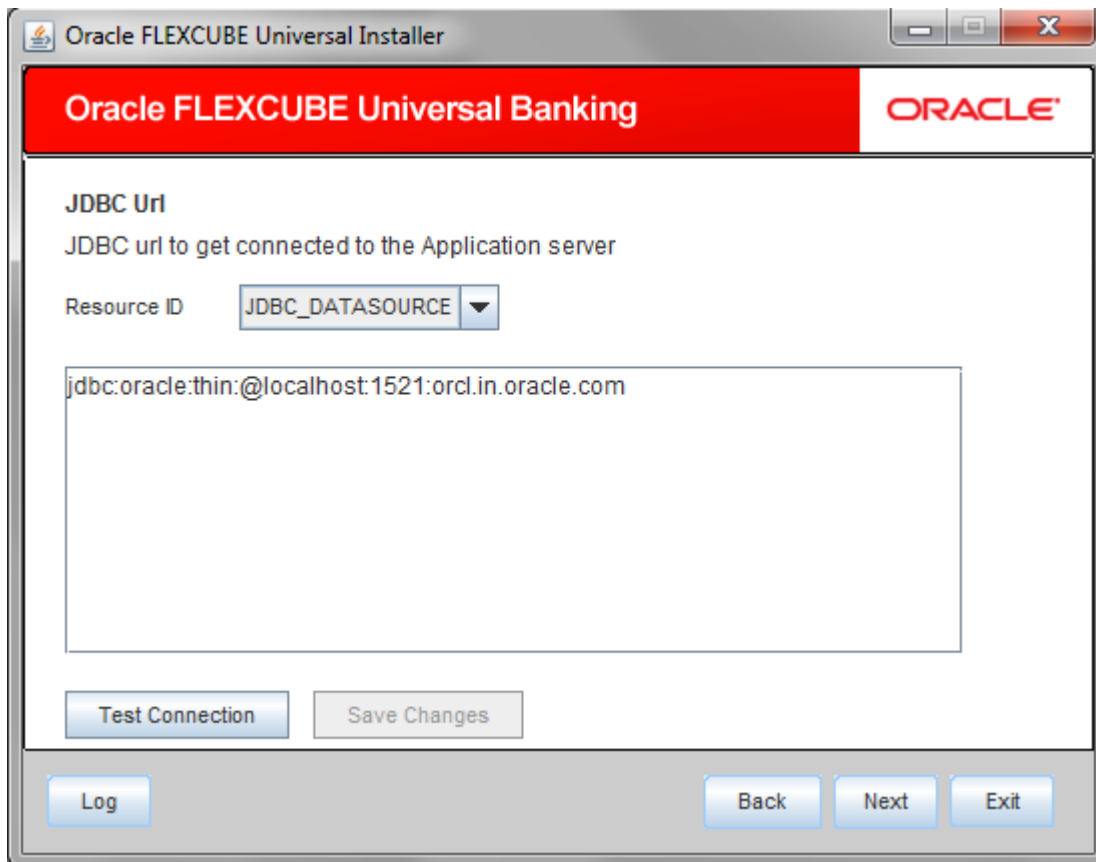 Oracle FLEXCUBE Universal Installer
Oracle FLEXCUBE Universal Banking
ORACLE
JDBC Url
JDBC url to get connected to the Application server
Resource ID JDBC_DATASOURCE
jdbc:oracle:thin:@localhost:1521:orcl.in.oracle.com
Test Connection Save Changes
Log Back Next Exit